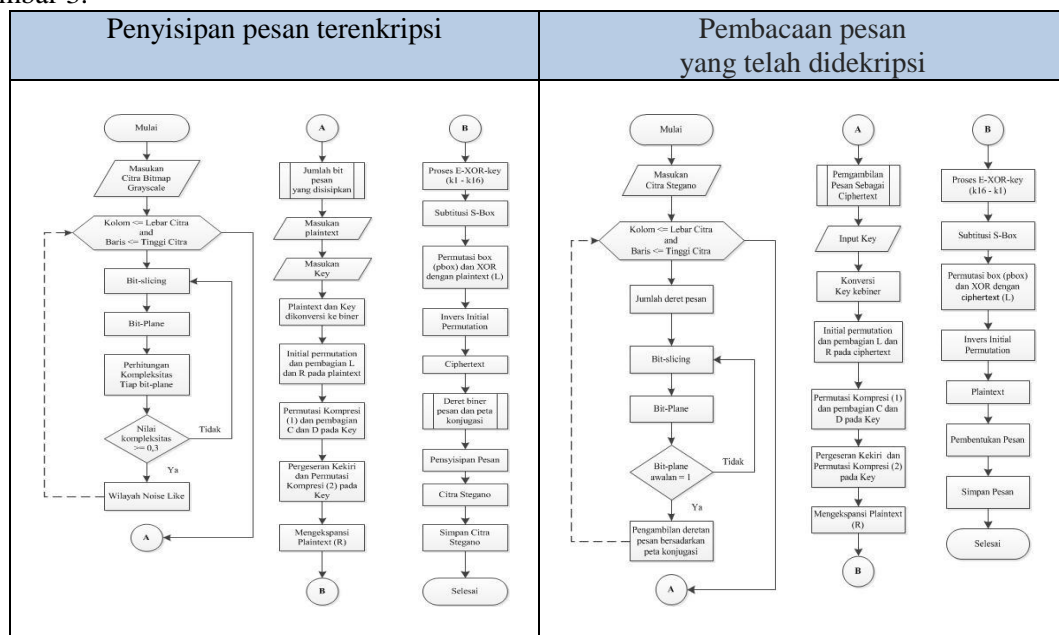 Penyisipan pesan terenkripsi
Pembacaan pesan
yang telah didekripsi
Mulai
Masukan
Citra Bitmap
Grayscale
Kolom <= Lebar Citra
and
Baris <= Tinggi Citra
Bit-slicing
Bit-Plane
Perhitungan
Kompleksitas
Tiap bit-plane
Nilai
kompleksitas
>= 0,3
Tidak
Ya
Wilayah Noise Like
A
A
Jumlah bit
pesan
yang disisipkan
Masukan
plaintext
Masukan
Key
Plaintext dan Key
dikonversi ke biner
Initial permutation
dan pembagian L
dan R pada plaintext
Permutasi Kompresi
(1) dan pembagian
C dan D pada Key
Pergeseran Kekiri
dan Permutasi
Kompresi (2) pada
Key
Mengekspansi
Plaintext (R)
B
B
Proses E-XOR-key
(k1 - k16)
Subtitusi S-Box
Permutasi box
(pbox) dan XOR
dengan plaintext (L)
Invers Initial
Permutation
Ciphertext
Deret biner
pesan dan peta
konjugasi
Pensyisipan Pesan
Citra Stegano
Simpan Citra
Stegano
Selesai
Mulai
Masukan
Citra Stegano
Kolom <= Lebar Citra
and
Baris <= Tinggi Citra
Jumlah deret pesan
Bit-slicing
Bit-Plane
Bit-plane
awalan = 1
Tidak
Ya
Pengambilan deretan
pesan bersadarkan
peta konjugasi
A
A
Pemgambilan
Pesan Sebagai
Ciphertext
Input Key
Konversi
Key kebiner
Initial permutation
dan pembagian L dan
R pada ciphertext
Permutasi Kompresi (1)
dan pembagian C dan
D pada Key
Pergeseran Kekiri dan
Permutasi Kompresi (2)
pada Key
Mengekspansi Plaintext
(R)
B
B
Proses E-XOR-key
(k16 - k1)
Subtitusi S-Box
Permutasi box (pbox)
dan XOR dengan
ciphertext (L)
Invers Initial
Permutation
Plaintext
Pembentukan Pesan
Simpan Pesan
Selesai